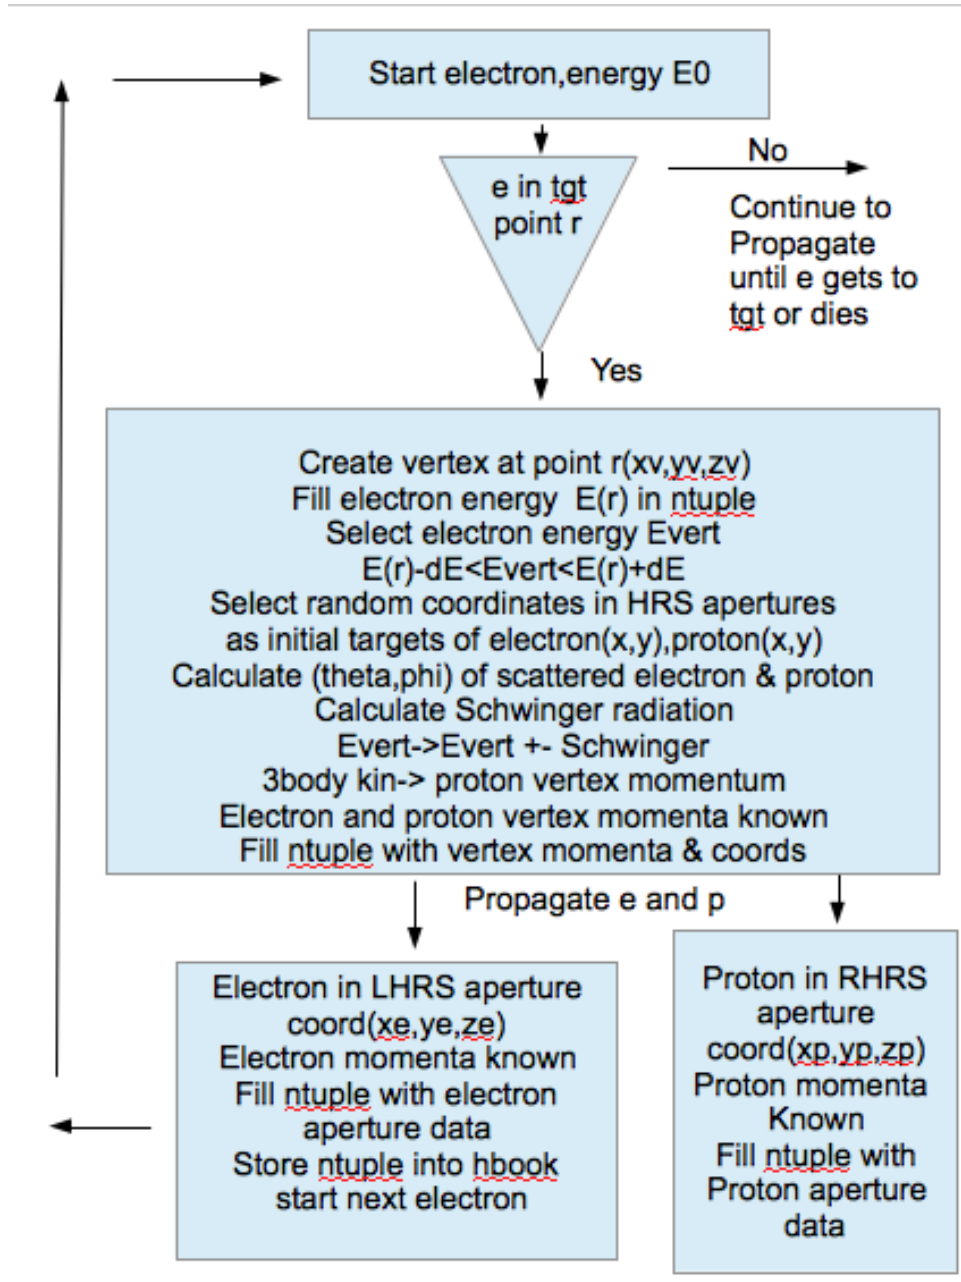 Start electron,energy E0
No
e in tgt
point r
Continue to
Propagate
until e gets to
tgt or dies
Yes
Create vertex at point r(xv,yv,zv)
Fill electron energy  E(r) in ntuple
Select electron energy Evert
E(r)-dE<Evert<E(r)+dE
Select random coordinates in HRS apertures
as initial targets of electron(x,y),proton(x,y)
Calculate (theta,phi) of scattered electron & proton
Calculate Schwinger radiation
Evert->Evert +- Schwinger
3body kin-> proton vertex momentum
Electron and proton vertex momenta known
Fill ntuple with vertex momenta & coords
Propagate e and p
Electron in LHRS aperture
coord(xe,ye,ze)
Electron momenta known
Fill ntuple with electron
aperture data
Store ntuple into hbook
start next electron
Proton in RHRS
aperture
coord(xp,yp,zp)
Proton momenta
Known
Fill ntuple with
Proton aperture
data